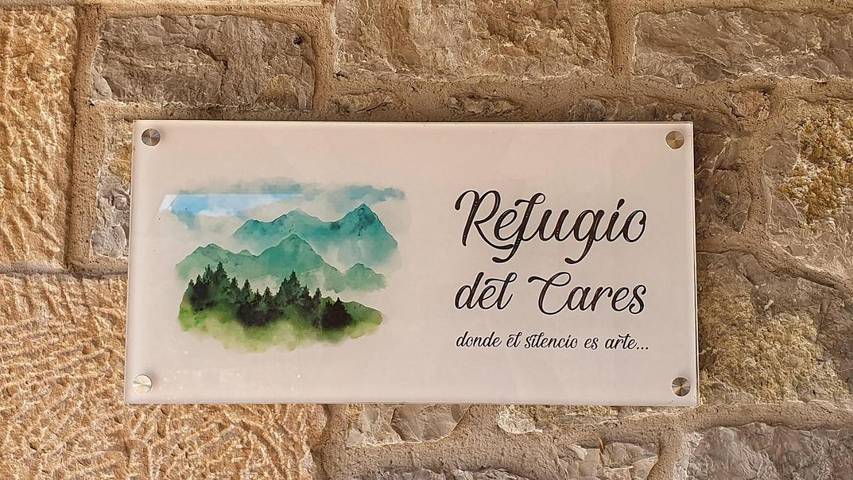 Refugio
del Cares
donde el silencio es arte...